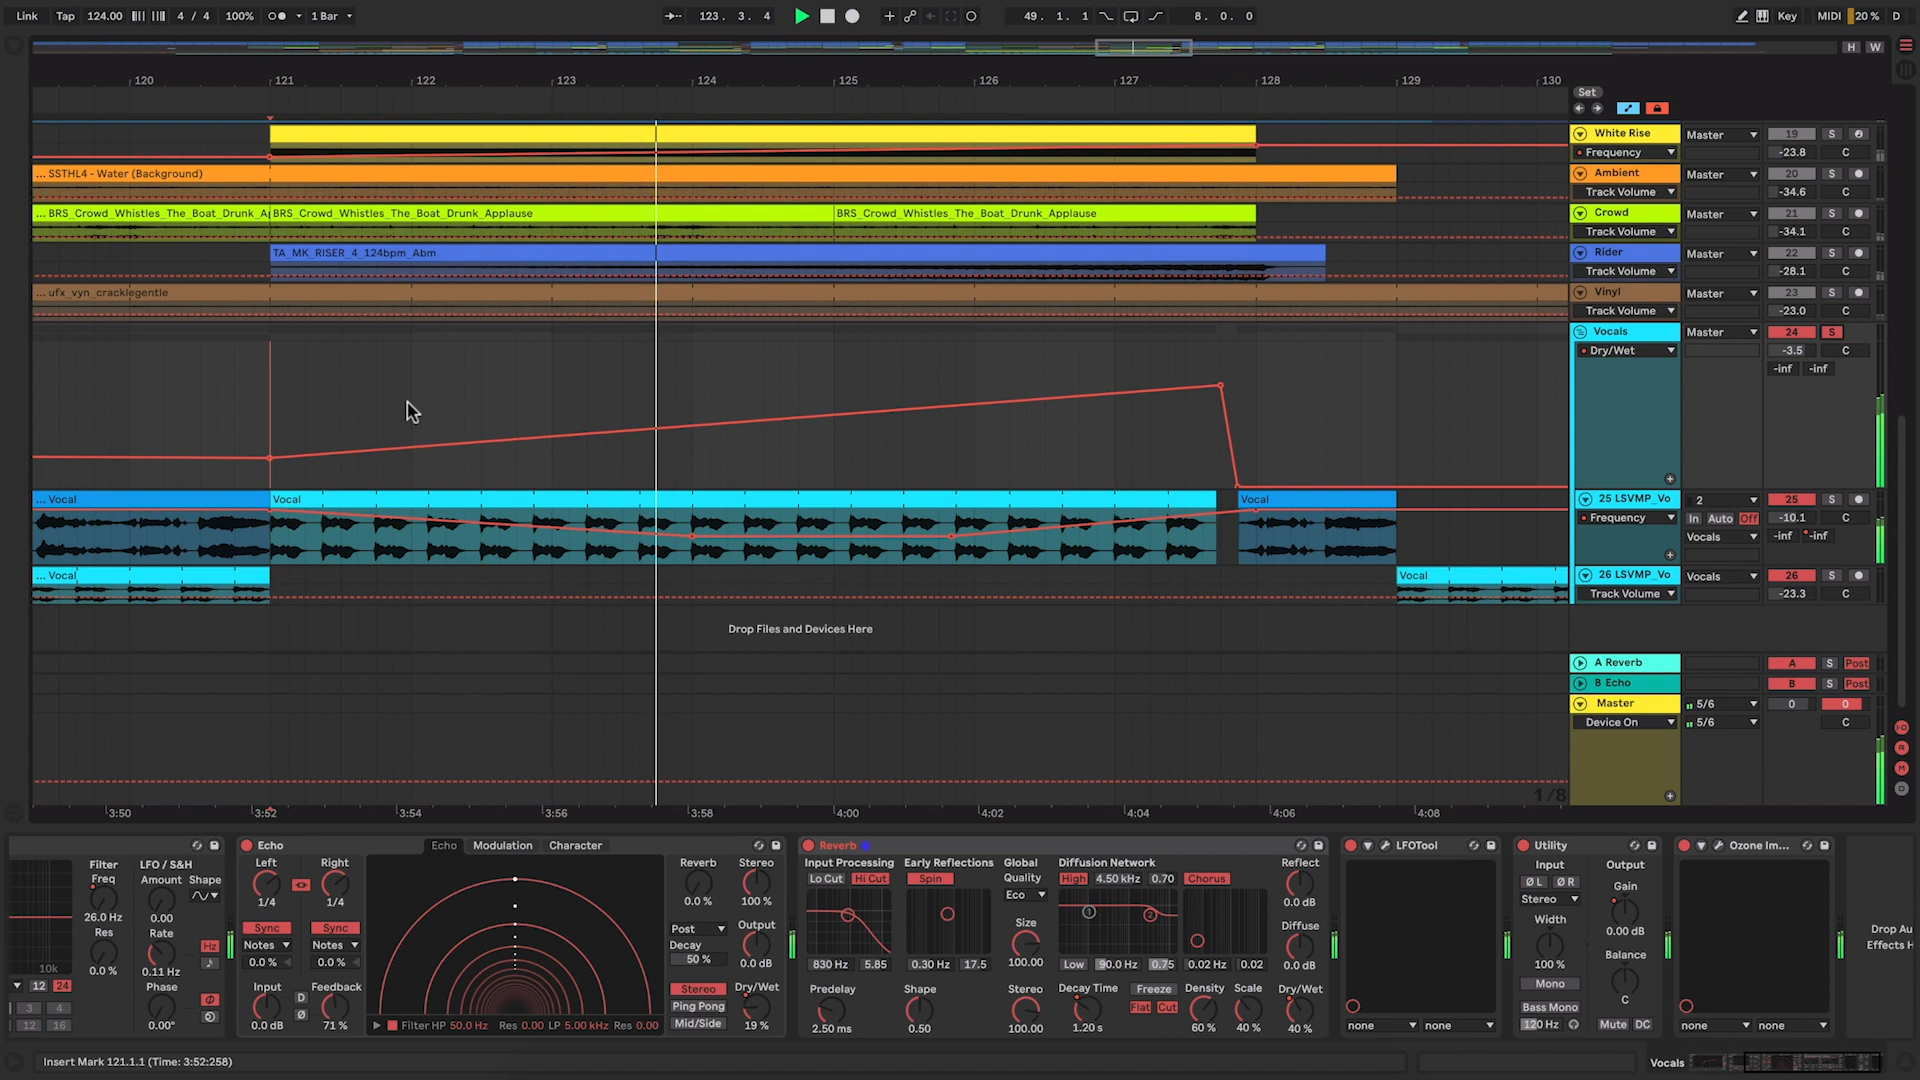 Link Tap 124.00 4 / 4 100% 1 Bar 123. 3. 4 49. 1. 1 8. 0. 0 Key MIDI 20 % D
H W
120 121 122 123 124 125 126 127 128 129 130
Set
White Rise Master 19 S
Frequency -23.8 C
... SSTHL4 - Water (Background) Ambient Master 20 S
Track Volume -34.6 C
... BRS_Crowd_Whistles_The_Boat_Drunk_A BRS_Crowd_Whistles_The_Boat_Drunk_Applause BRS_Crowd_Whistles_The_Boat_Drunk_Applause Crowd Master 21 S
Track Volume -34.1 C
TA_MK_RISER_4_124bpm_Abm Rider Master 22 S
Track Volume -28.1 C
... ufx_vyn_cracklegentle Vinyl Master 23 S
Track Volume -23.0 C
Vocals Master 24 S
Dry/Wet -3.5 C
-inf -inf
... Vocal Vocal Vocal 25 LSVMP_Vo 2 25 S
Frequency In Auto Off -10.1 C
Vocals -inf -inf
... Vocal Vocal 26 LSVMP_Vo Vocals 26 S
Track Volume -23.3 C
Drop Files and Devices Here
A Reverb A S Post
B Echo B S Post
Master 5/6 0 0
Device On 5/6 C
1/8
3:50 3:52 3:54 3:56 3:58 4:00 4:02 4:04 4:06 4:08
Filter
Freq
26.0 Hz
Res
0.0 %
10k
12 24
3 4
12 16
LFO / S&H
Amount Shape
0.00
Rate
0.11 Hz
Hz
Phase
0.00°
Echo
Left Right
1/4 1/4
Sync Sync
Notes Notes
0.0 % 0.0 %
Input D Feedback
0.0 dB Ø 71 %
Echo Modulation Character
Filter HP 50.0 Hz Res 0.00 LP 5.00 kHz Res 0.00
Reverb Stereo
0.0 % 100 %
Post Output
Decay
50 % 0.0 dB
Stereo Dry/Wet
Ping Pong
Mid/Side 19 %
Reverb
Input Processing Early Reflections Global Diffusion Network Reflect
Lo Cut Hi Cut Spin Quality High 4.50 kHz 0.70 Chorus
Eco 0.0 dB
Size 1 2 Diffuse
830 Hz 5.85 0.30 Hz 17.5 100.00 Low 90.0 Hz 0.75 0.02 Hz 0.02 0.0 dB
Predelay Shape Stereo Decay Time Freeze Density Scale Dry/Wet
Flat Cut
2.50 ms 0.50 100.00 1.20 s 60 % 40 % 40 %
LFOTool
none none
Utility
Input Output
Ø L Ø R Gain
Stereo
Width 0.00 dB
Balance
100 %
Mono C
Bass Mono
120 Hz Mute DC
Ozone Im...
none none
Drop Au
Effects H
Insert Mark 121.1.1 (Time: 3:52:258) Vocals